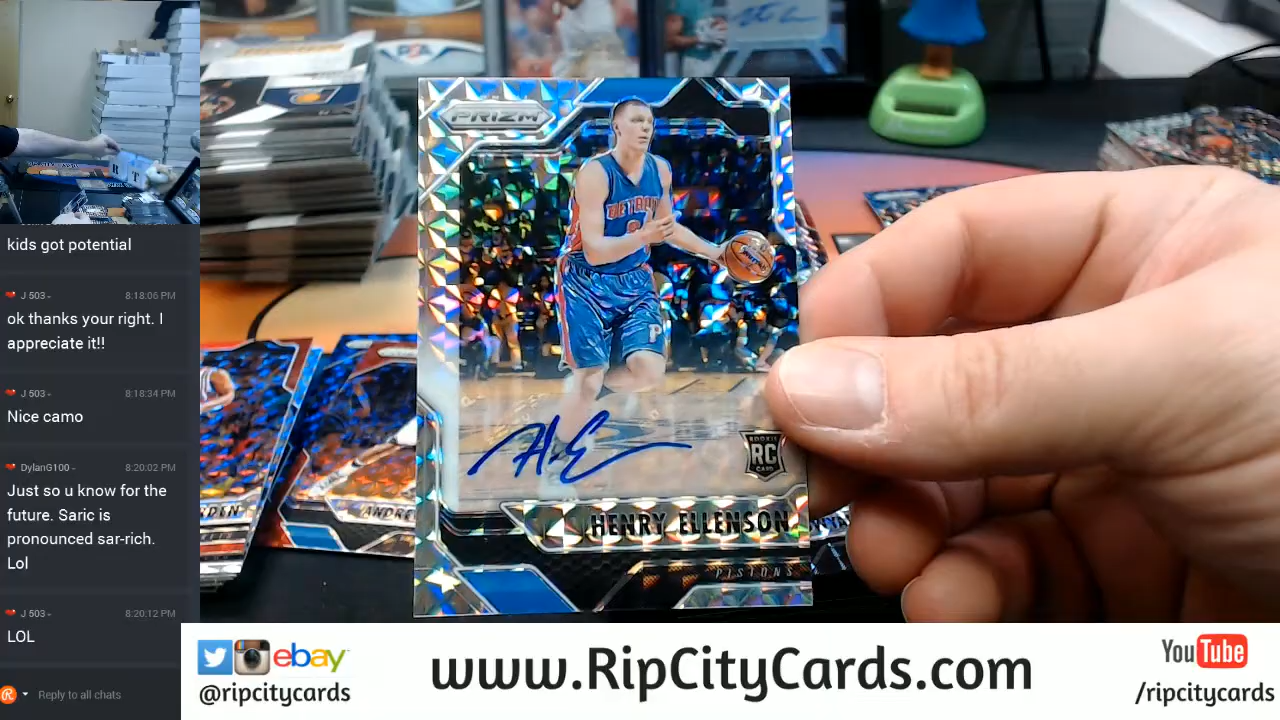 kids got potential
J 503 - 8:18:06 PM
ok thanks your right. I
appreciate it!!
J 503 - 8:18:34 PM
Nice camo
DylanG100 - 8:20:02 PM
Just so u know for the
future. Saric is
pronounced sar-rich.
Lol
J 503 - 8:20:12 PM
LOL
Reply to all chats
PRIZM
DETROIT
P
ROOKIE
RC
CARD
HENRY ELLENSON
PISTONS
ANDRE
ebay
@ripcitycards
www.RipCityCards.com
You Tube
/ripcitycards